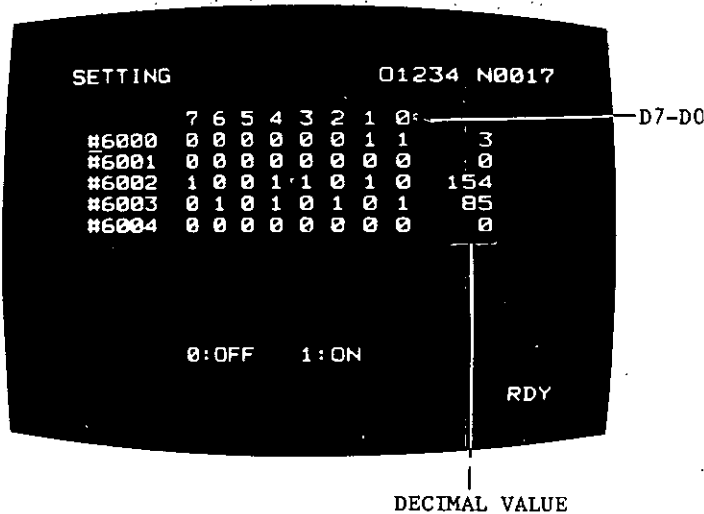 SETTING O1234 N0017
7 6 5 4 3 2 1 0 D7-D0
#6000 0 0 0 0 0 0 1 1 3
#6001 0 0 0 0 0 0 0 0 0
#6002 1 0 0 1 1 0 1 0 154
#6003 0 1 0 1 0 1 0 1 85
#6004 0 0 0 0 0 0 0 0 0
0:OFF 1:ON
RDY
DECIMAL VALUE